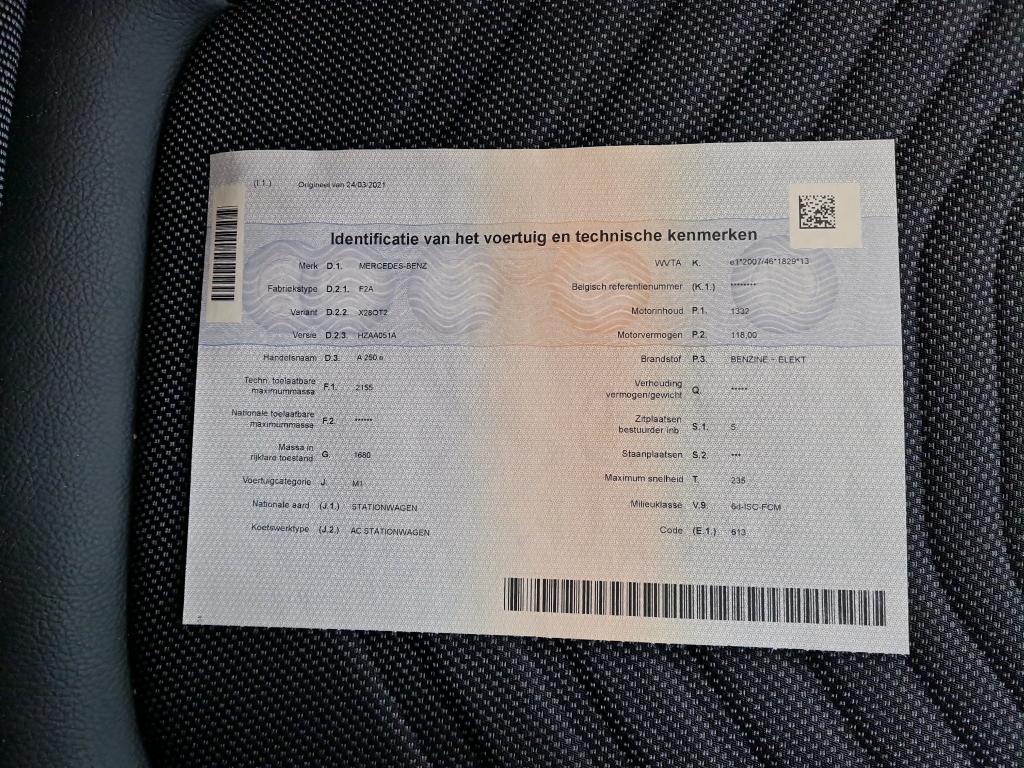 (I.1.) Origineel van 24/03/2021
Identificatie van het voertuig en technische kenmerken
Merk D.1. MERCEDES-BENZ
Fabriekstype D.2.1. F2A
Variant D.2.2. X28QT2
Versie D.2.3. HZAA051A
Handelsnaam D.3. A 250 e
Techn. toelaatbare
maximummassa F.1. 2155
Nationale toelaatbare
maximummassa F.2. ******
Massa in
rijklare toestand G. 1680
Voertuigcategorie J. M1
Nationale aard (J.1.) STATIONWAGEN
Koetswerktype (J.2.) AC STATIONWAGEN
WVTA K. e1*2007/46*1829*13
Belgisch referentienummer (K.1.) ********
Motorinhoud P.1. 1332
Motorvermogen P.2. 118,00
Brandstof P.3. BENZINE - ELEKT
Verhouding
vermogen/gewicht Q. *****
Zitplaatsen
bestuurder inb. S.1. 5
Staanplaatsen S.2. ***
Maximum snelheid T. 235
Milieuklasse V.9. 6d-ISC-FCM
Code (E.1.) 613